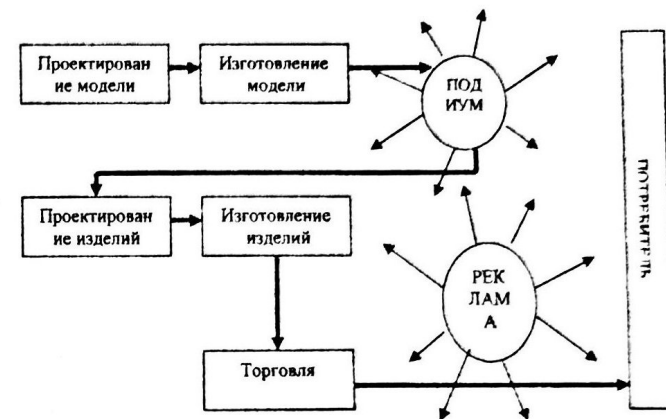 Проектирован
ие модели
Изготовление
модели
ПОД
ИУМ
Проектирован
ие изделий
Изготовление
изделий
РЕК
ЛАМ
А
Торговля
ПОТРЕБИТЕЛЬ